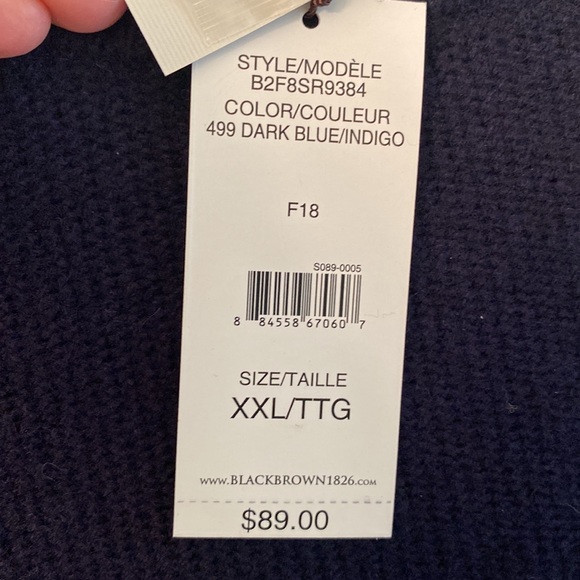 STYLE/MODÈLE
B2F8SR9384
COLOR/COULEUR
499 DARK BLUE/INDIGO
F18
S089-0005
8 84558 67060 7
SIZE/TAILLE
XXL/TTG
www.BLACKBROWN1826.com
$89.00